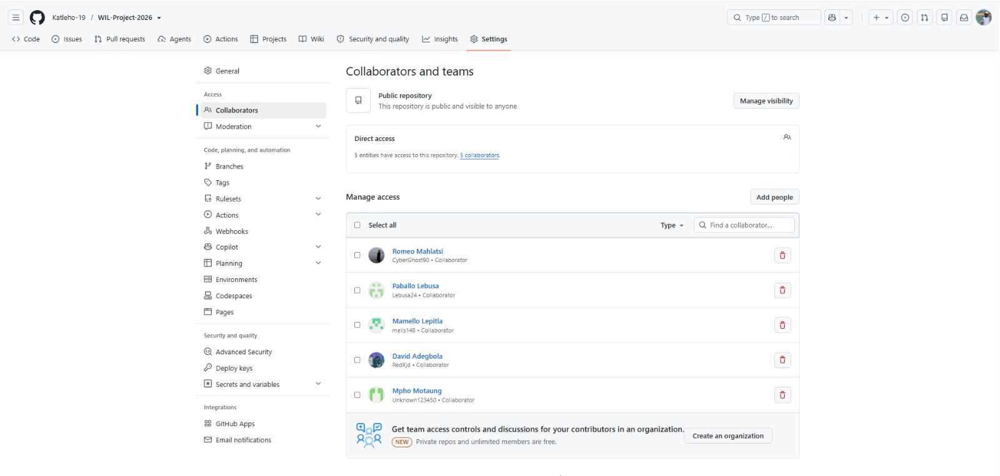 Katleho-19 / WIL-Project-2026
Type / to search
Code Issues Pull requests Agents Actions Projects Wiki Security and quality Insights Settings
General
Access
Collaborators
Moderation
Code, planning, and automation
Branches
Tags
Rulesets
Actions
Webhooks
Copilot
Planning
Environments
Codespaces
Pages
Security and quality
Advanced Security
Deploy keys
Secrets and variables
Integrations
GitHub Apps
Email notifications
Collaborators and teams
Public repository
This repository is public and visible to anyone
Manage visibility
Direct access
5 entities have access to this repository. 5 collaborators.
Manage access
Add people
Select all
Type
Find a collaborator...
Romeo Mahlatsi
CyberGhost90 • Collaborator
Paballo Lebusa
Lebusa24 • Collaborator
Mamello Lepitla
mells148 • Collaborator
David Adegbola
RedXjd • Collaborator
Mpho Motaung
Unknown123450 • Collaborator
Get team access controls and discussions for your contributors in an organization.
NEW Private repos and unlimited members are free.
Create an organization